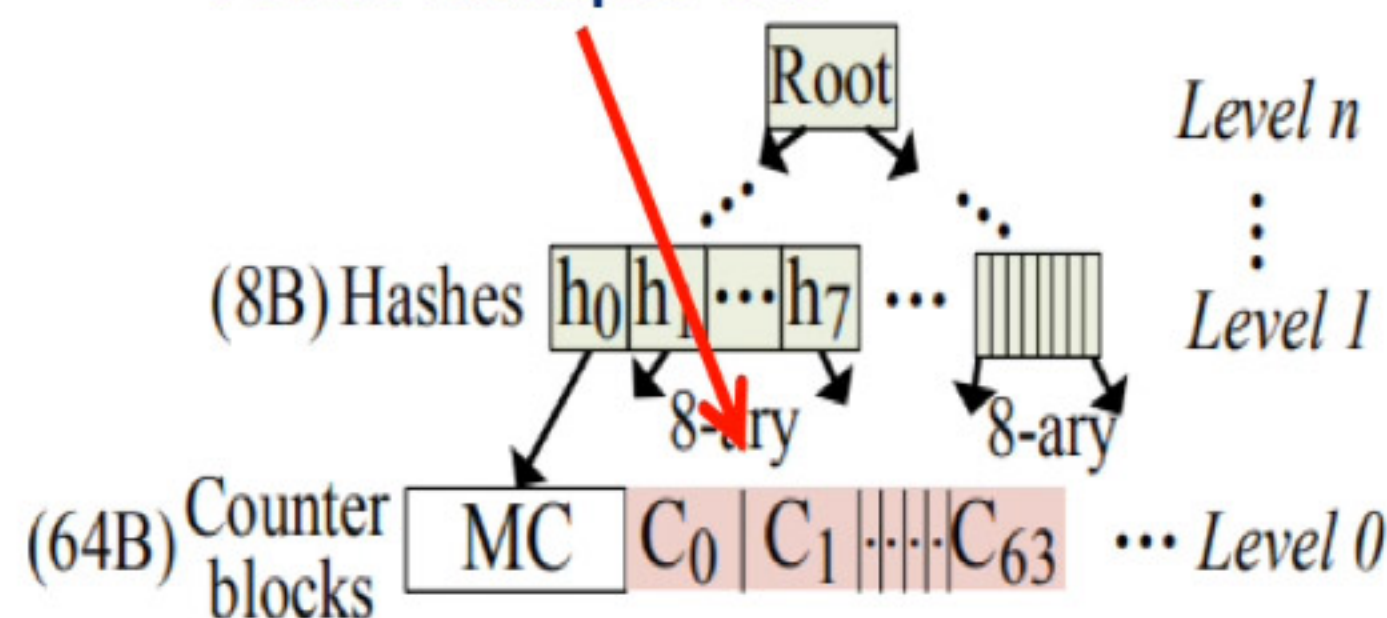 Root
Level n
(8B) Hashes h0 h1 ... h7 ... Level 1
8-ary 8-ary
(64B) Counter blocks MC C0 C1 .... C63 ... Level 0